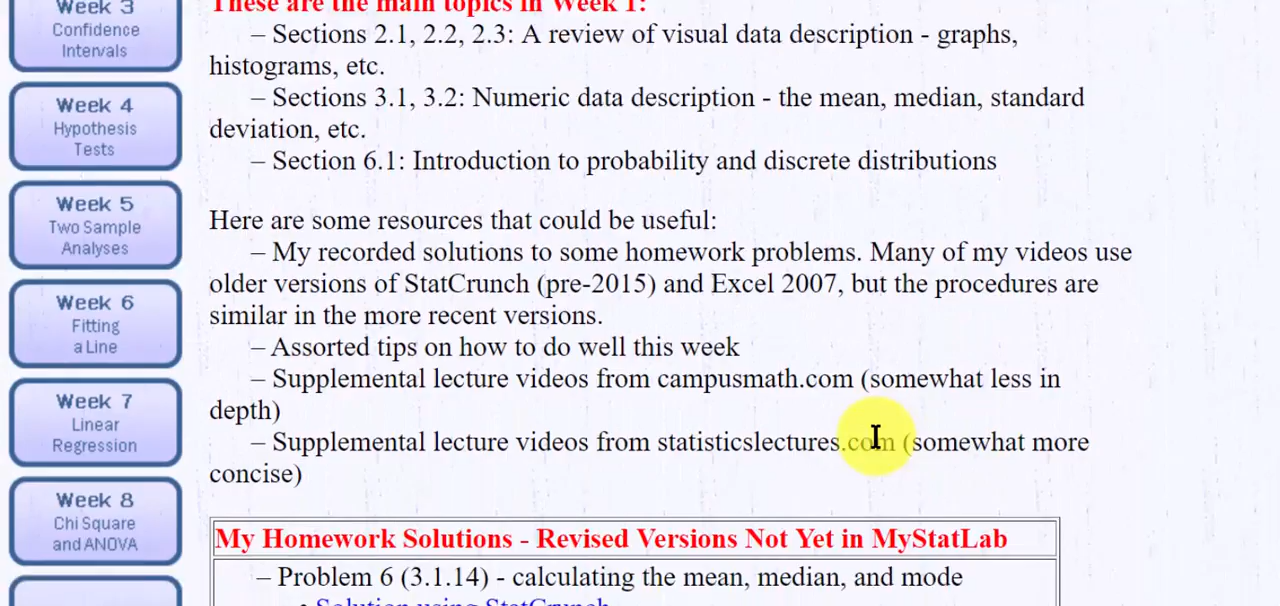 Week 3
Confidence
Intervals
Week 4
Hypothesis
Tests
Week 5
Two Sample
Analyses
Week 6
Fitting
a Line
Week 7
Linear
Regression
Week 8
Chi Square
and ANOVA
These are the main topics in Week 1:
– Sections 2.1, 2.2, 2.3: A review of visual data description - graphs,
histograms, etc.
– Sections 3.1, 3.2: Numeric data description - the mean, median, standard
deviation, etc.
– Section 6.1: Introduction to probability and discrete distributions
Here are some resources that could be useful:
– My recorded solutions to some homework problems. Many of my videos use
older versions of StatCrunch (pre-2015) and Excel 2007, but the procedures are
similar in the more recent versions.
– Assorted tips on how to do well this week
– Supplemental lecture videos from campusmath.com (somewhat less in
depth)
– Supplemental lecture videos from statisticslectures.com (somewhat more
concise)
My Homework Solutions - Revised Versions Not Yet in MyStatLab
– Problem 6 (3.1.14) - calculating the mean, median, and mode
• Solution using StatCrunch